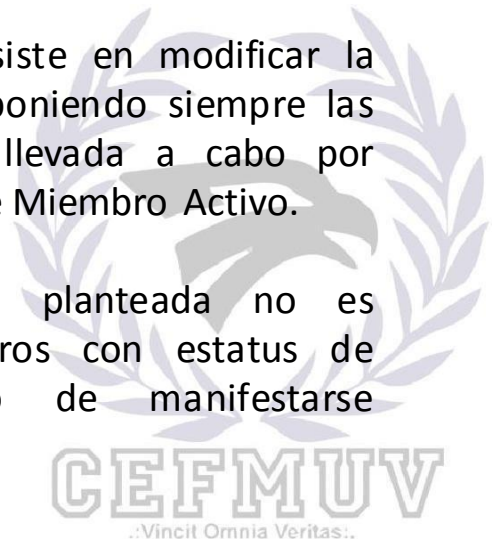 siste en modificar la
poniendo siempre las
llevada a cabo por
Miembro Activo.
planteada no es
ros con estatus de
de manifestarse
CEFMUV
.:Vincit Omnia Veritas:.